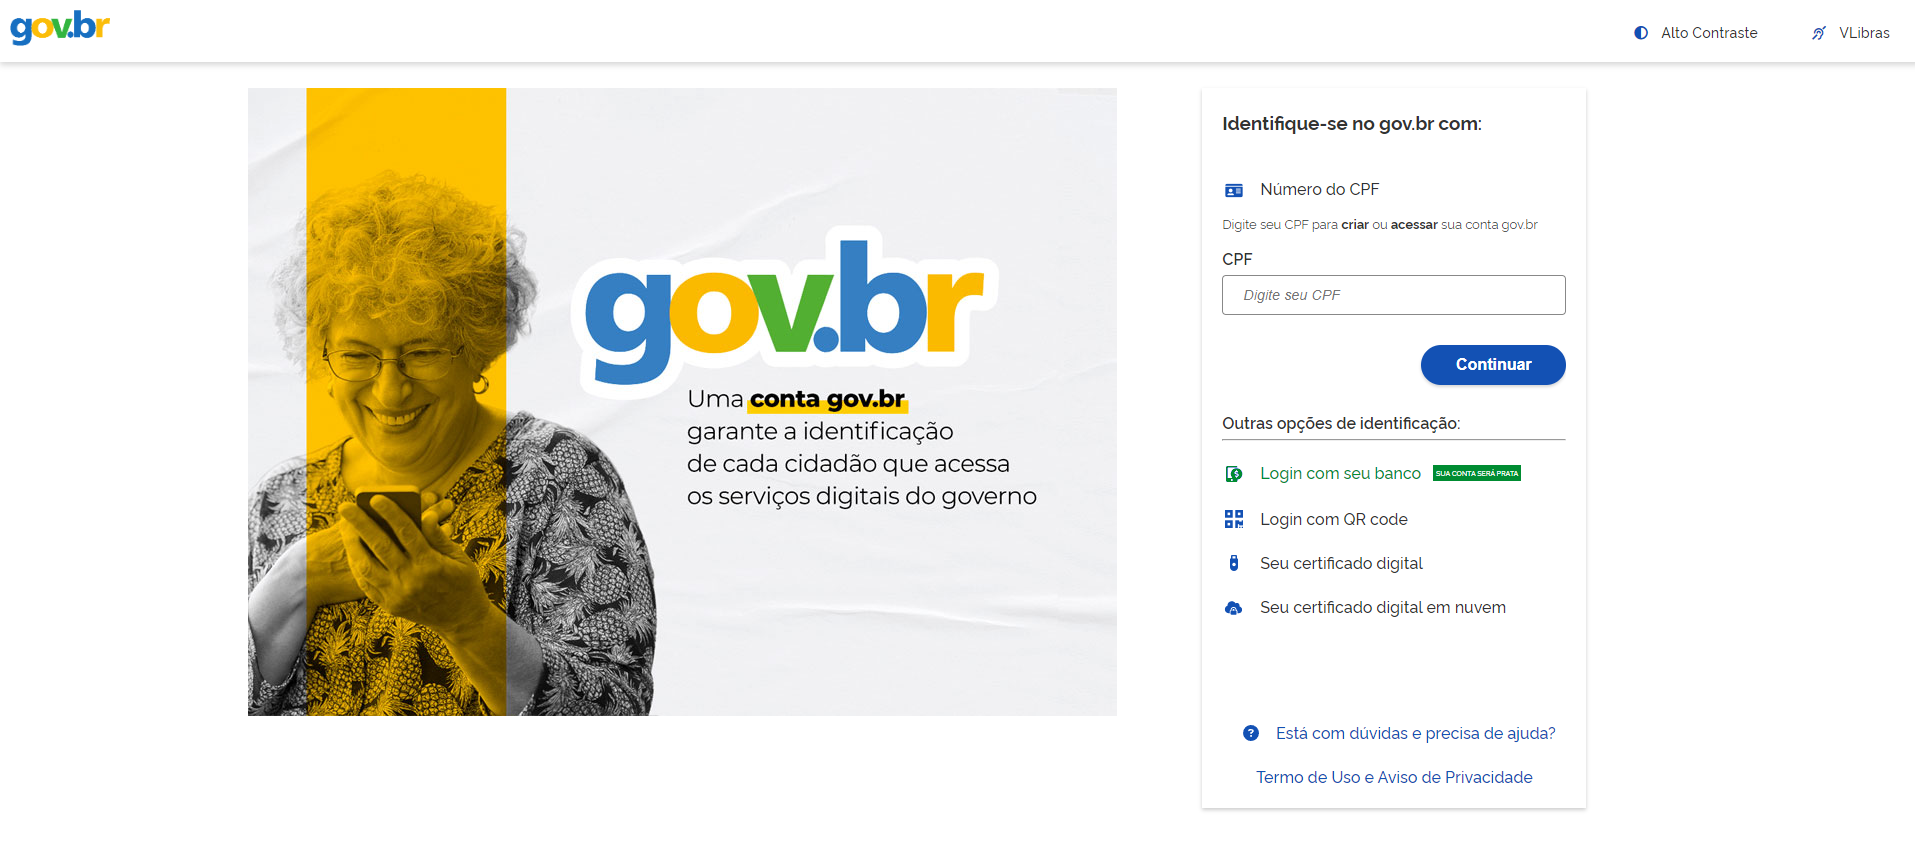 gov.br
Alto Contraste
VLibras
gov.br
Uma conta gov.br
garante a identificação
de cada cidadão que acessa
os serviços digitais do governo
Identifique-se no gov.br com:
Número do CPF
Digite seu CPF para criar ou acessar sua conta gov.br
CPF
Digite seu CPF
Continuar
Outras opções de identificação:
Login com seu banco SUA CONTA SERÁ PRATA
Login com QR code
Seu certificado digital
Seu certificado digital em nuvem
Está com dúvidas e precisa de ajuda?
Termo de Uso e Aviso de Privacidade